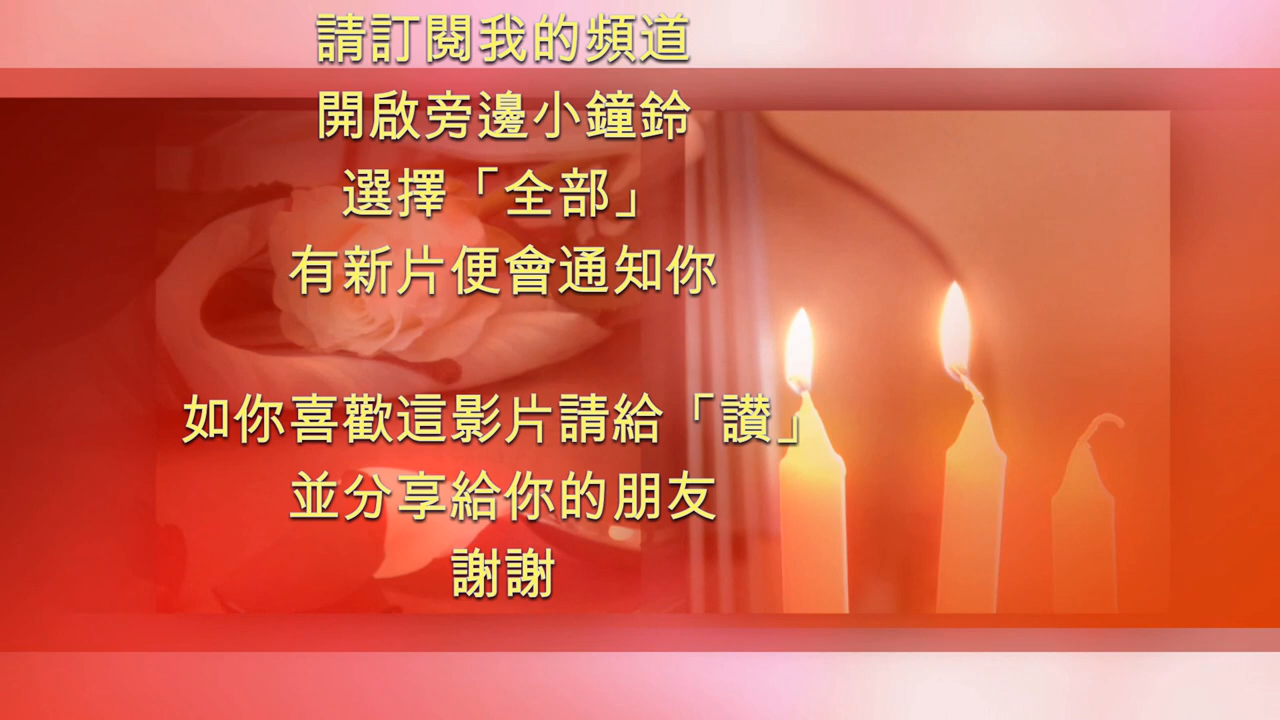 請訂閱我的頻道
開啟旁邊小鐘鈴
選擇「全部」
有新片便會通知你
如你喜歡這影片請給「讚」
並分享給你的朋友
謝謝